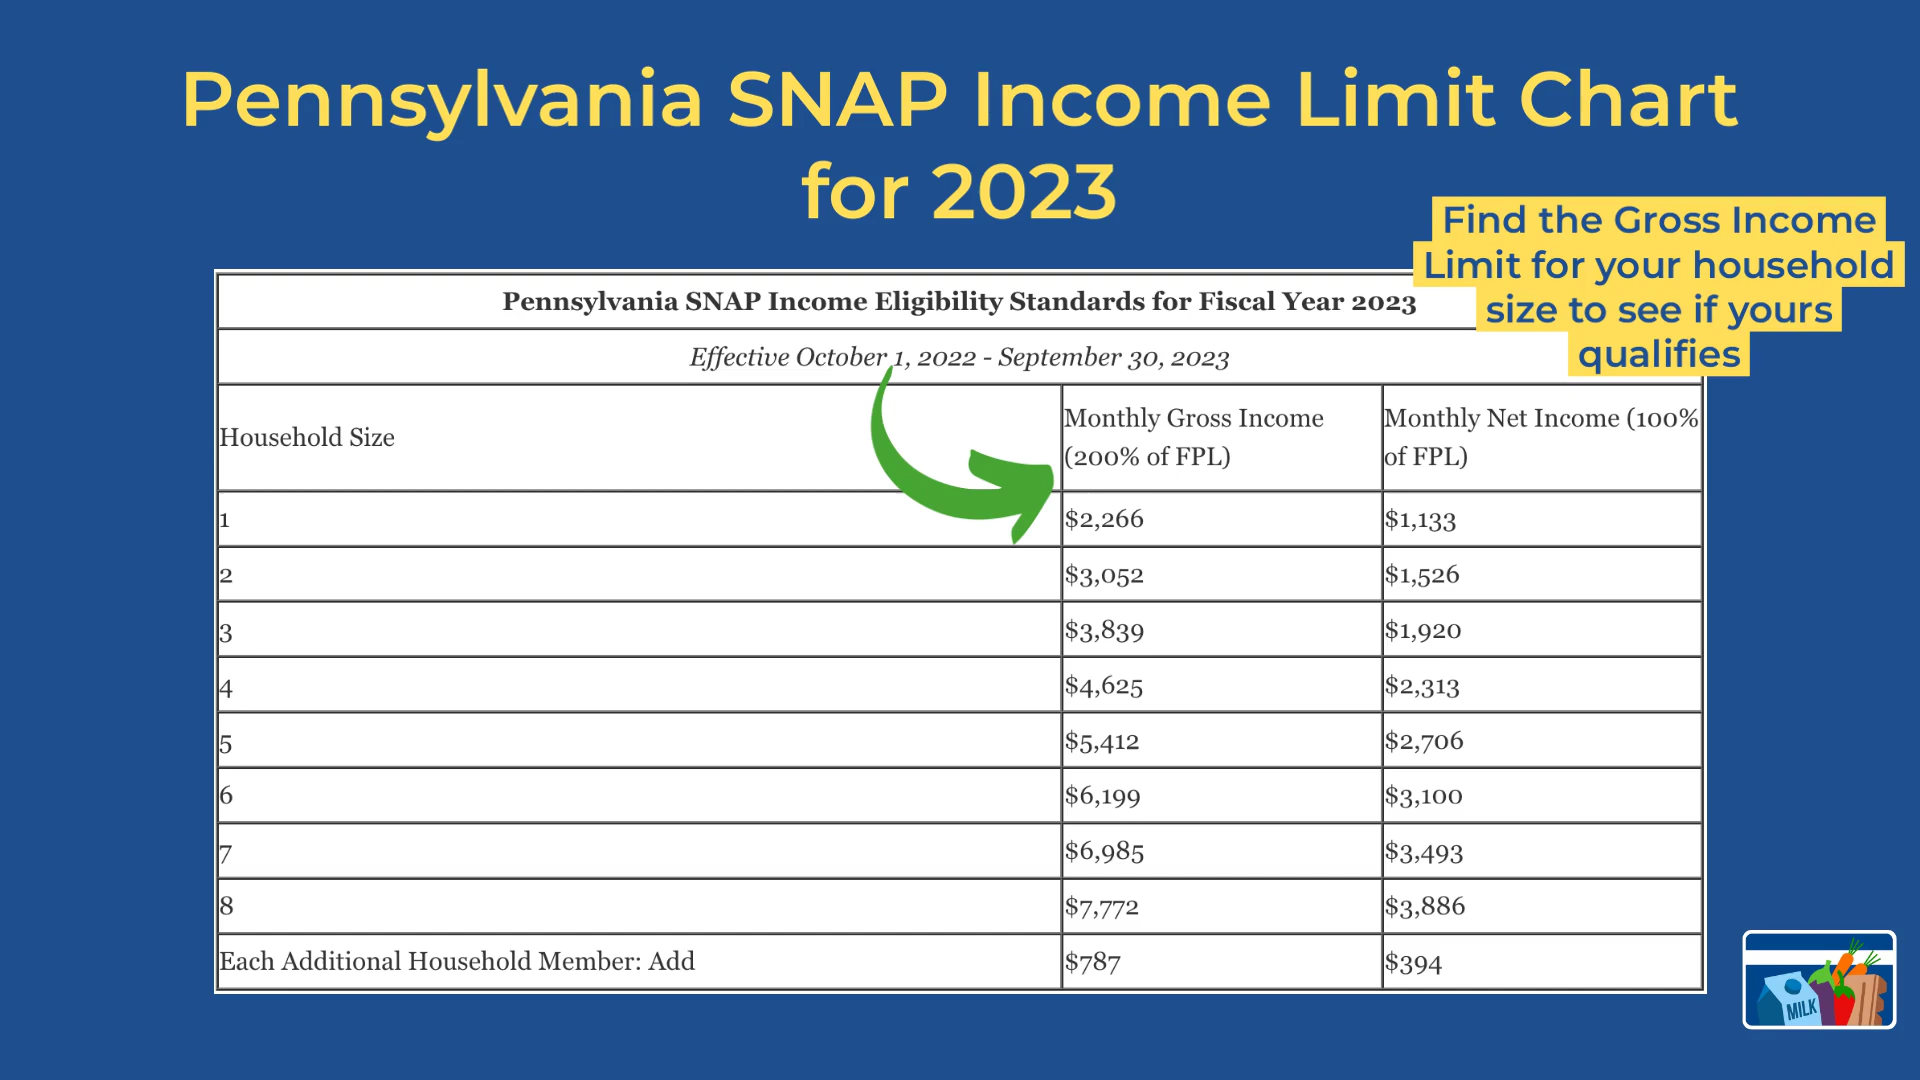 Pennsylvania SNAP Income Limit Chart
for 2023
Find the Gross Income
Limit for your household
size to see if yours
qualifies
Pennsylvania SNAP Income Eligibility Standards for Fiscal Year 2023
Effective October 1, 2022 - September 30, 2023
Household Size
Monthly Gross Income
(200% of FPL)
Monthly Net Income (100%
of FPL)
1 $2,266 $1,133
2 $3,052 $1,526
3 $3,839 $1,920
4 $4,625 $2,313
5 $5,412 $2,706
6 $6,199 $3,100
7 $6,985 $3,493
8 $7,772 $3,886
Each Additional Household Member: Add $787 $394
MILK